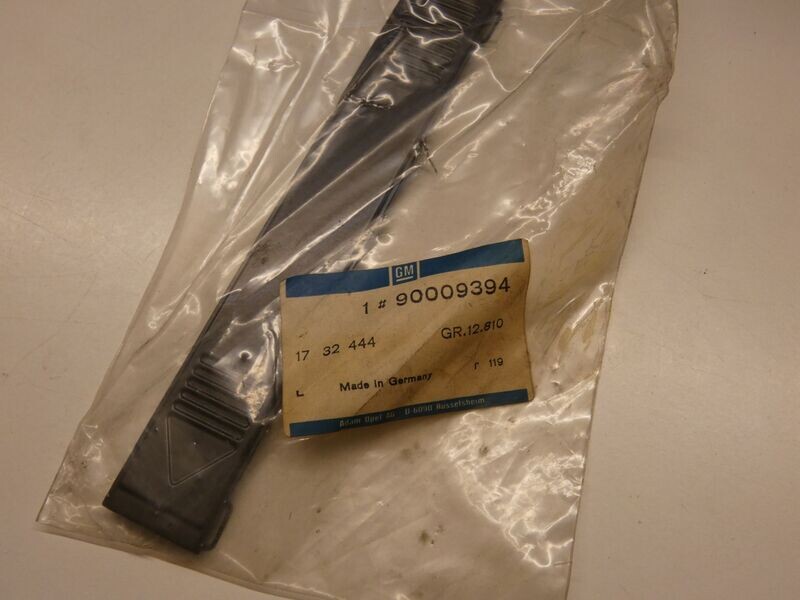 GM
1 # 90009394
17 32 444 GR.12.810
L Made in Germany r 119
Adam Opel AG · D-6090 Rüsselsheim